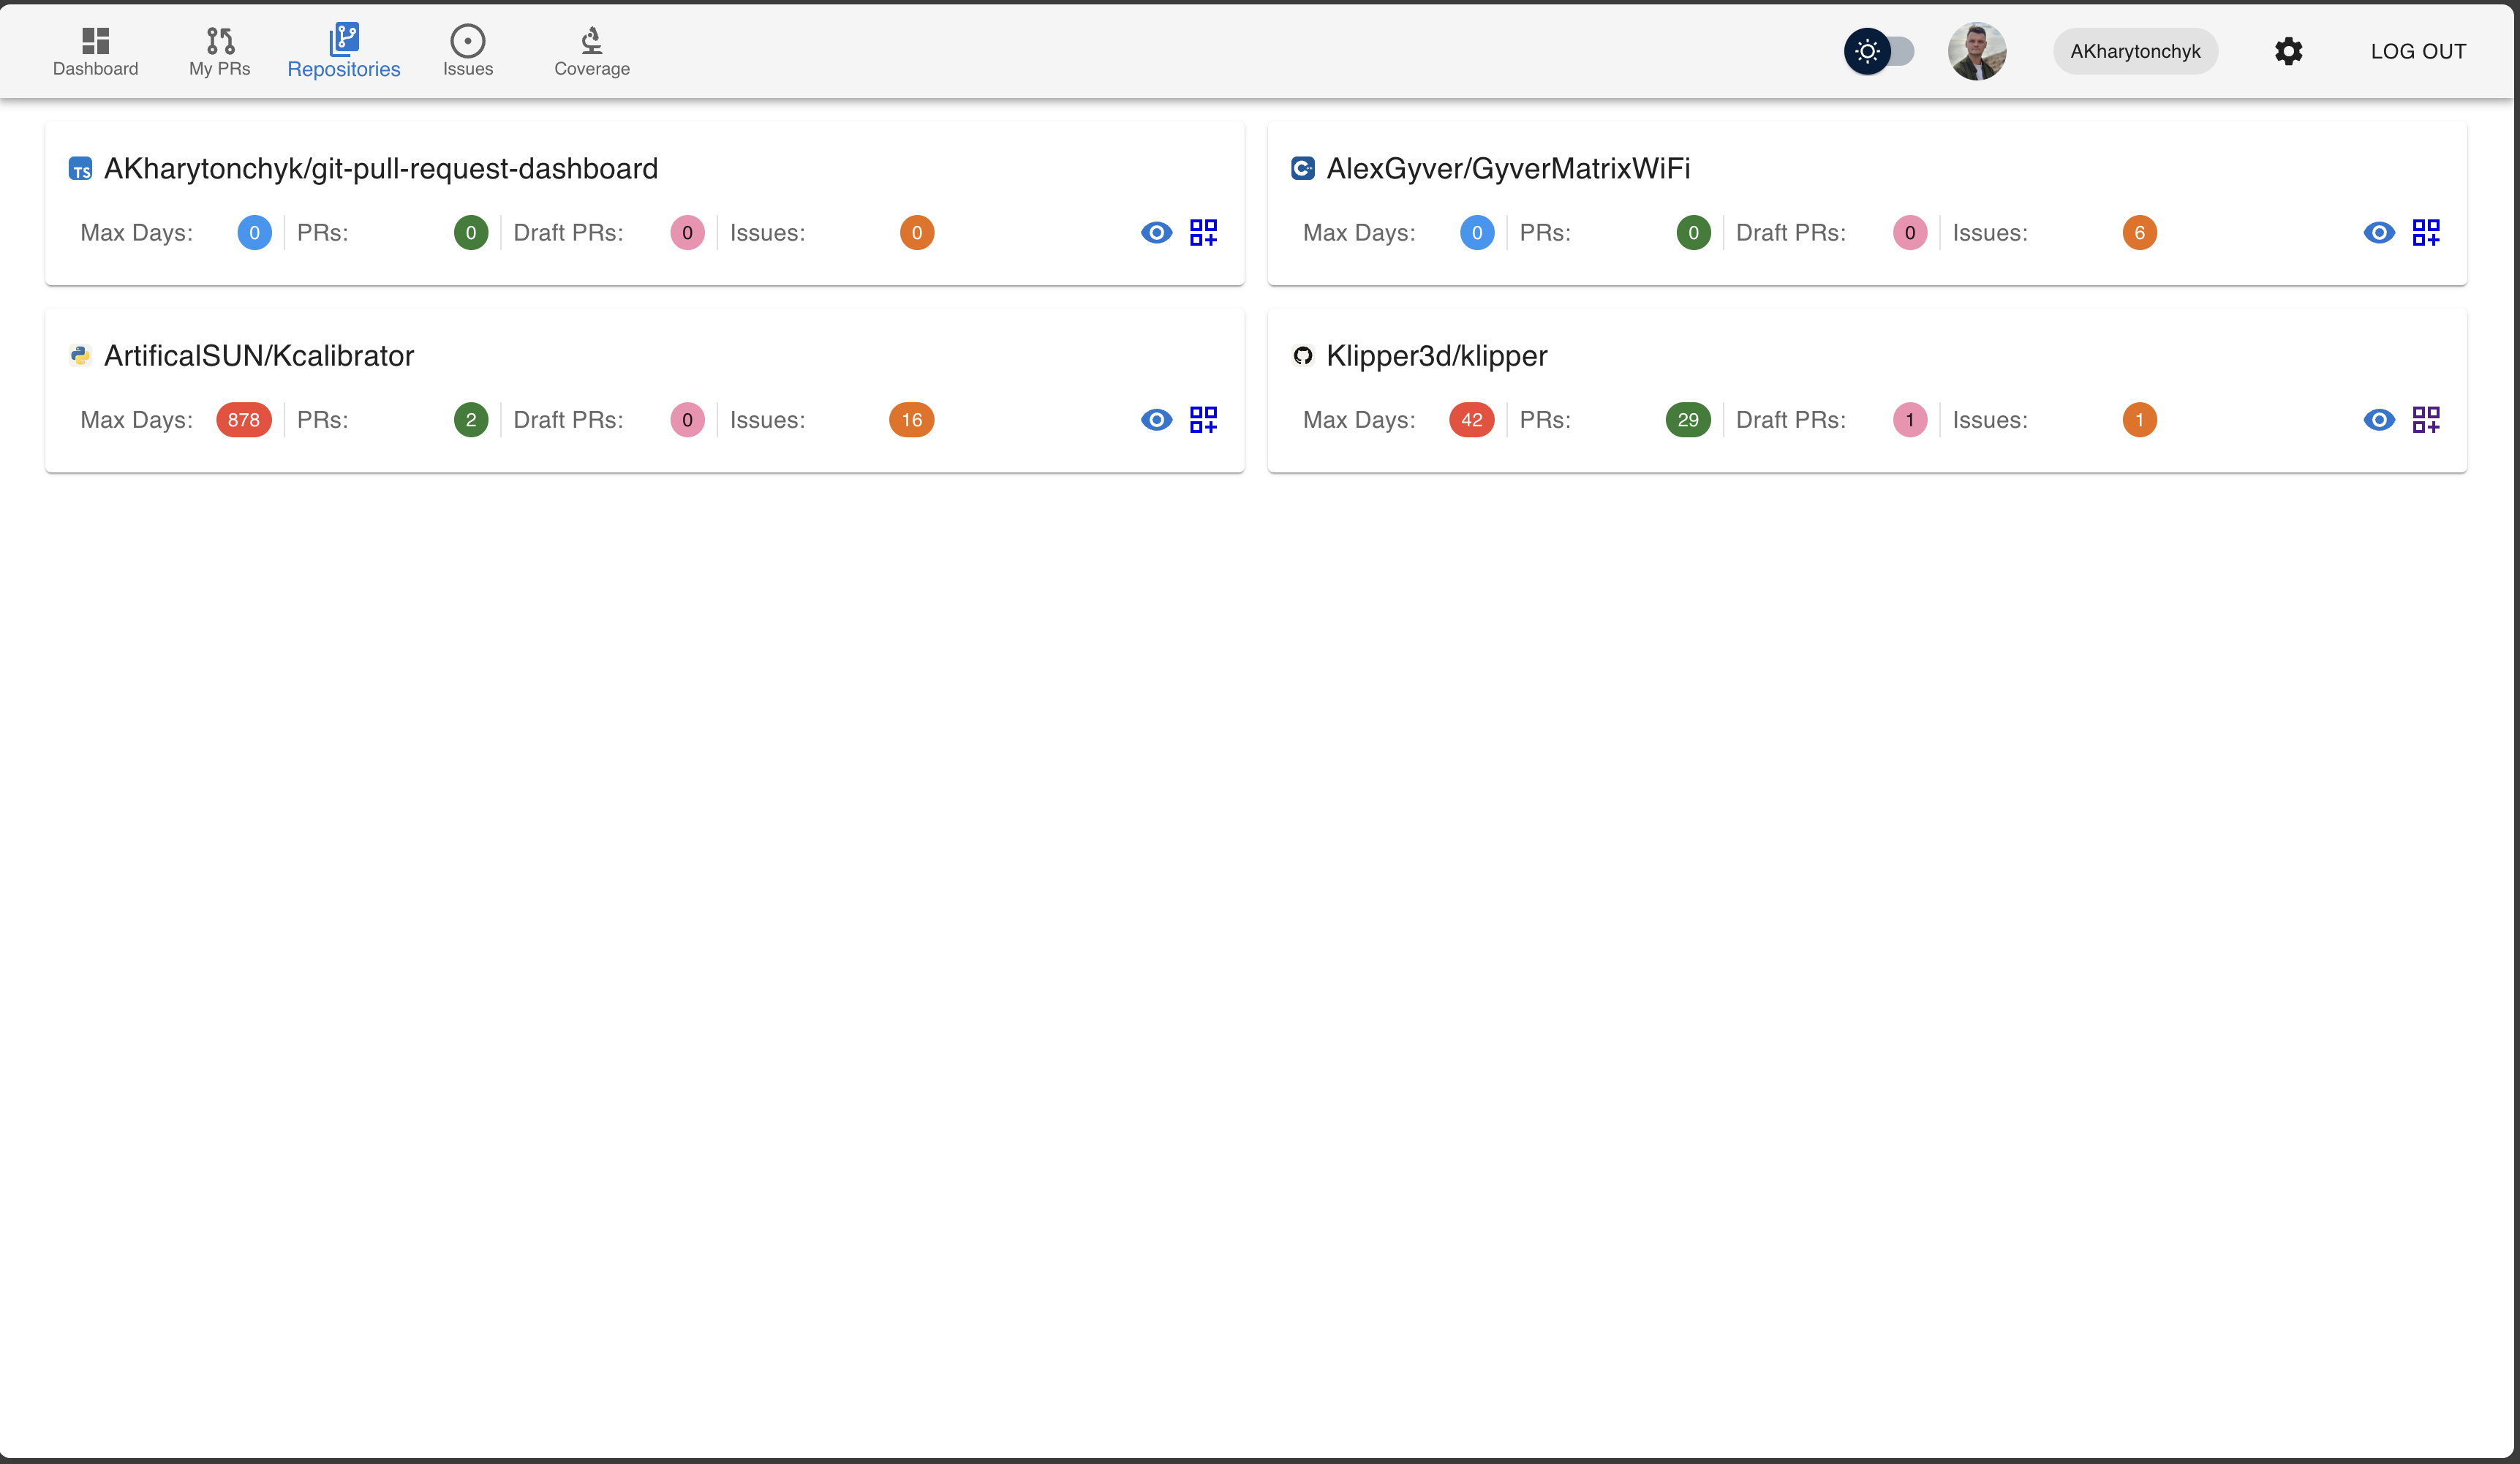 Dashboard My PRs Repositories Issues Coverage AKharytonchyk LOG OUT
TS AKharytonchyk/git-pull-request-dashboard
Max Days: 0 PRs: 0 Draft PRs: 0 Issues: 0
C++ AlexGyver/GyverMatrixWiFi
Max Days: 0 PRs: 0 Draft PRs: 0 Issues: 6
ArtificalSUN/Kcalibrator
Max Days: 878 PRs: 2 Draft PRs: 0 Issues: 16
Klipper3d/klipper
Max Days: 42 PRs: 29 Draft PRs: 1 Issues: 1